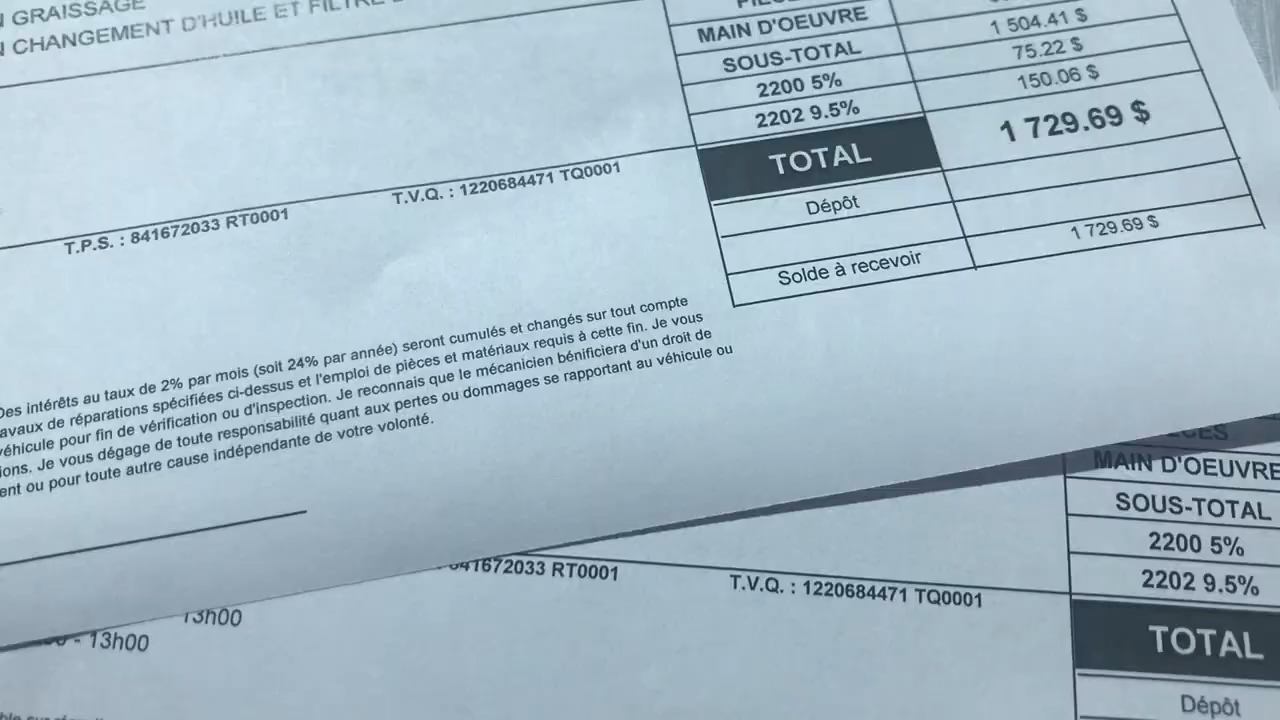 GRAISSAGE
CHANGEMENT D'HUILE ET FILTRE
MAIN D'OEUVRE
SOUS-TOTAL 1 504.41 $
2200 5% 75.22 $
2202 9.5% 150.06 $
TOTAL 1 729.69 $
Dépôt
Solde à recevoir 1 729.69 $
T.P.S. : 841672033 RT0001 T.V.Q. : 1220684471 TQ0001
Des intérêts au taux de 2% par mois (soit 24% par année) seront cumulés et changés sur tout compte
avaux de réparations spécifiées ci-dessus et l'emploi de pièces et matériaux requis à cette fin. Je vous
véhicule pour fin de vérification ou d'inspection. Je reconnais que le mécanicien bénificiera d'un droit de
ions. Je vous dégage de toute responsabilité quant aux pertes ou dommages se rapportant au véhicule ou
ent ou pour toute autre cause indépendante de votre volonté.
MAIN D'OEUVRE
SOUS-TOTAL
2200 5%
2202 9.5%
TOTAL
Dépôt
841672033 RT0001 T.V.Q. : 1220684471 TQ0001
13h00
- 13h00